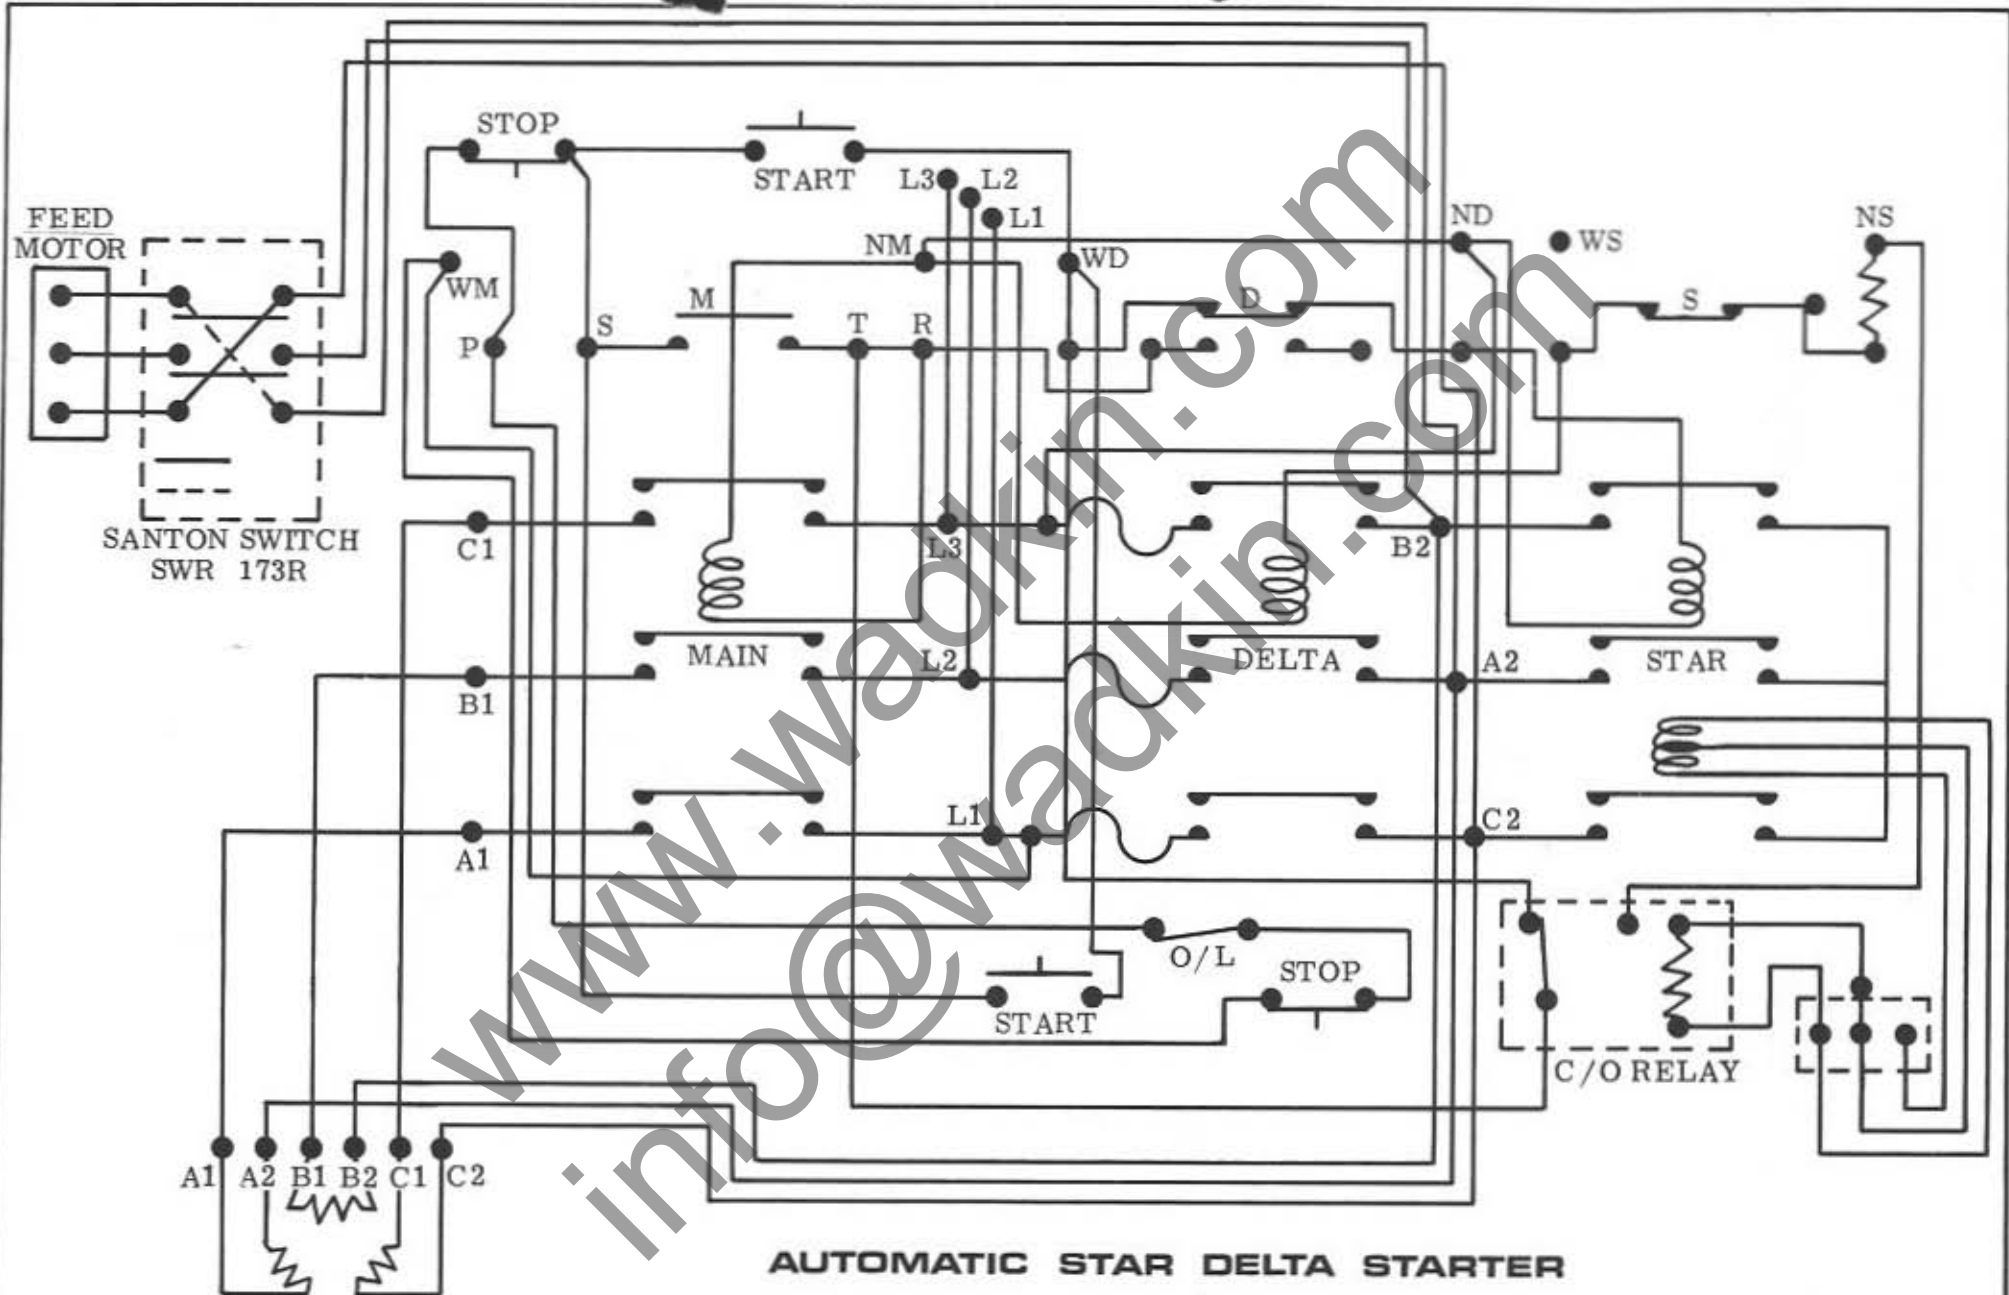 STOP
START
L3
L2
L1
FEED
MOTOR
NM
WD
ND
WS
NS
WM
M
D
S
P
S
T
R
SANTON SWITCH
SWR 173R
C1
L3
B2
MAIN
L2
DELTA
A2
STAR
B1
L1
C2
A1
O/L
STOP
START
C/O RELAY
A1 A2 B1 B2 C1 C2
AUTOMATIC STAR DELTA STARTER
www.wadkin.com
info@wadkin.com